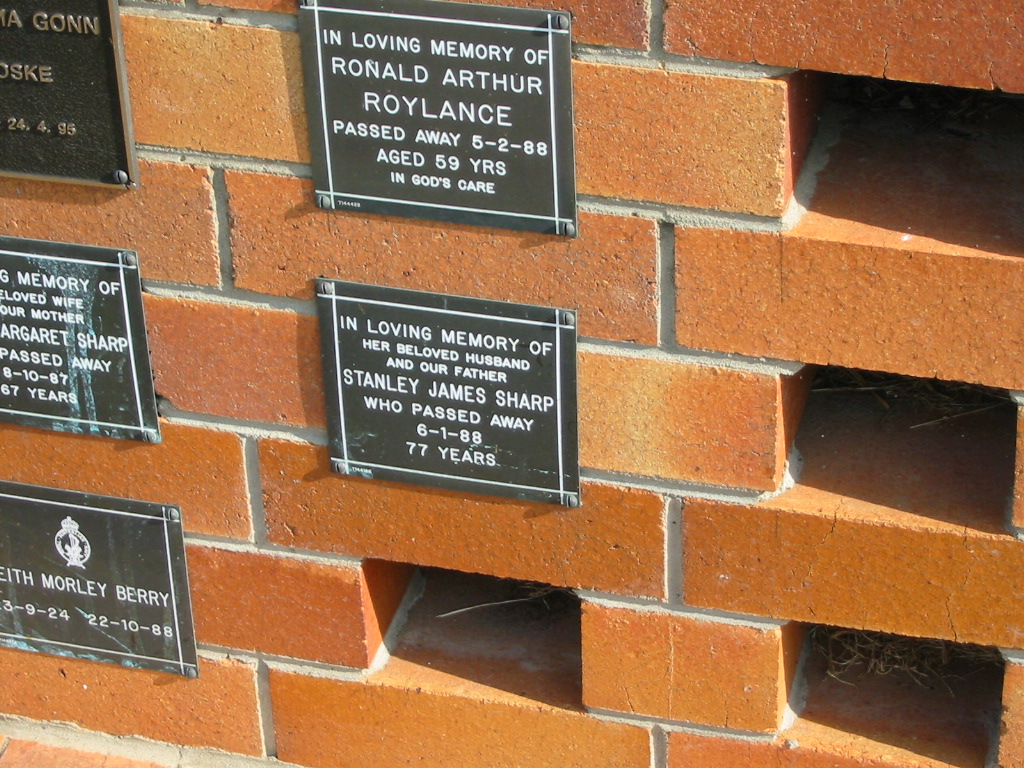 GONN
OSKE
24. 4. 95
IN LOVING MEMORY OF
RONALD ARTHUR
ROYLANCE
PASSED AWAY 5-2-88
AGED 59 YRS
IN GOD'S CARE
7144429
MEMORY OF
ELOVED WIFE
OUR MOTHER
ARGARET SHARP
PASSED AWAY
8-10-87
67 YEARS
IN LOVING MEMORY OF
HER BELOVED HUSBAND
AND OUR FATHER
STANLEY JAMES SHARP
WHO PASSED AWAY
6-1-88
77 YEARS
EITH MORLEY BERRY
3-9-24 22-10-88